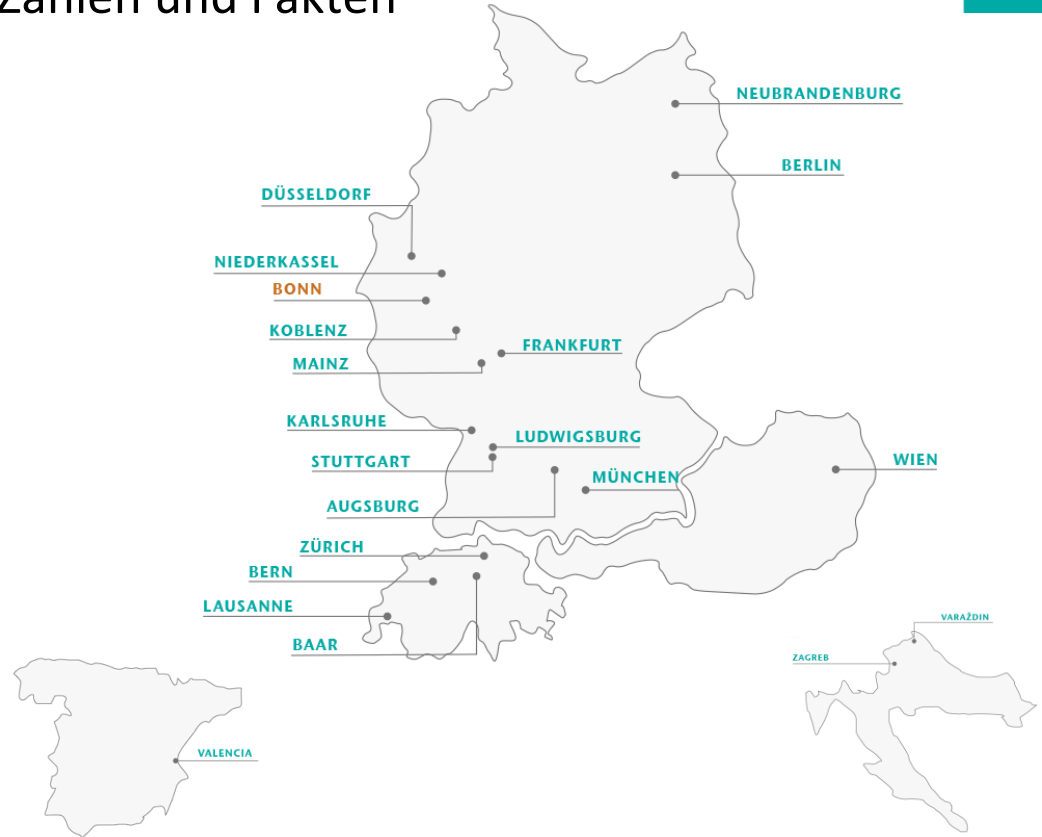 Zahlen und Fakten
NEUBRANDENBURG
BERLIN
DÜSSELDORF
NIEDERKASSEL
BONN
KOBLENZ
FRANKFURT
MAINZ
KARLSRUHE
LUDWIGSBURG
STUTTGART
WIEN
MÜNCHEN
AUGSBURG
ZÜRICH
BERN
LAUSANNE
BAAR
VARAŽDIN
ZAGREB
VALENCIA